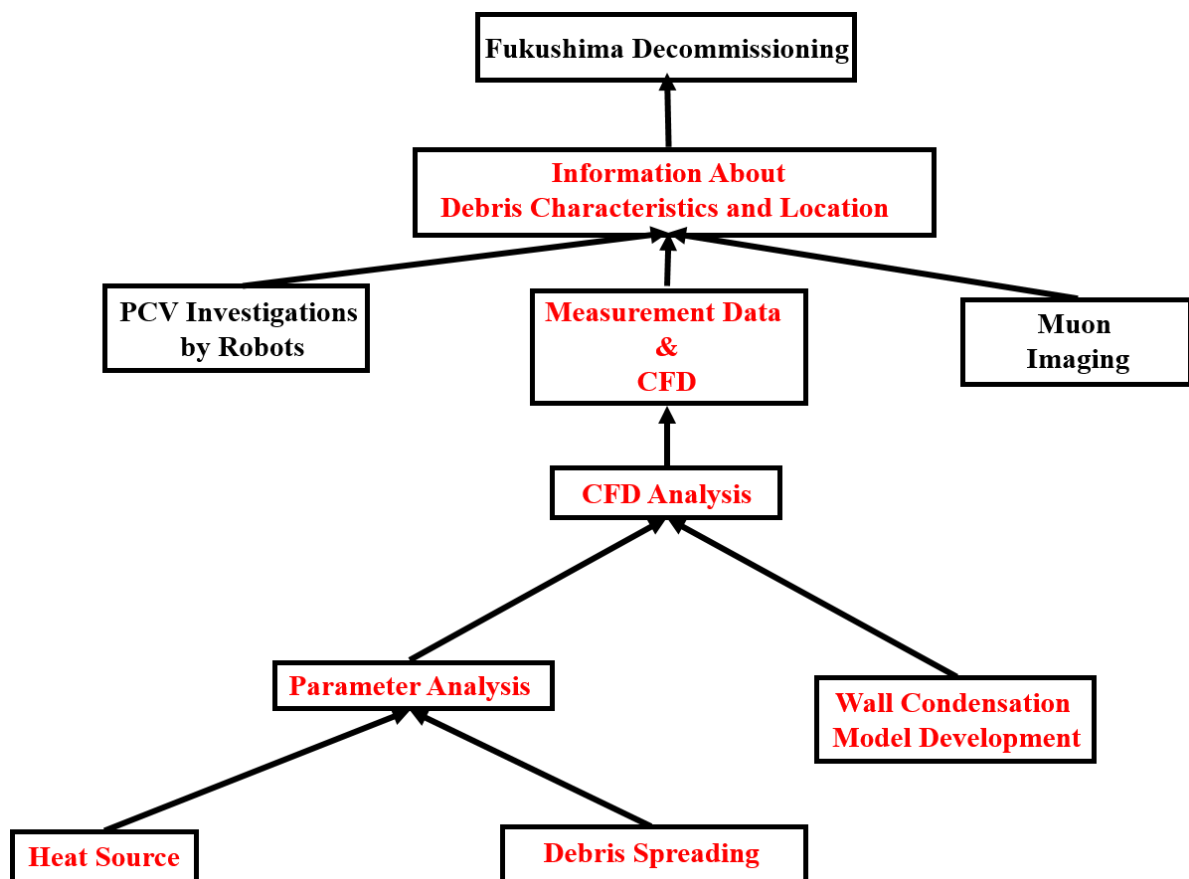 Fukushima Decommissioning
Information About
Debris Characteristics and Location
PCV Investigations
by Robots
Measurement Data
&
CFD
Muon
Imaging
CFD Analysis
Parameter Analysis
Wall Condensation
Model Development
Heat Source
Debris Spreading